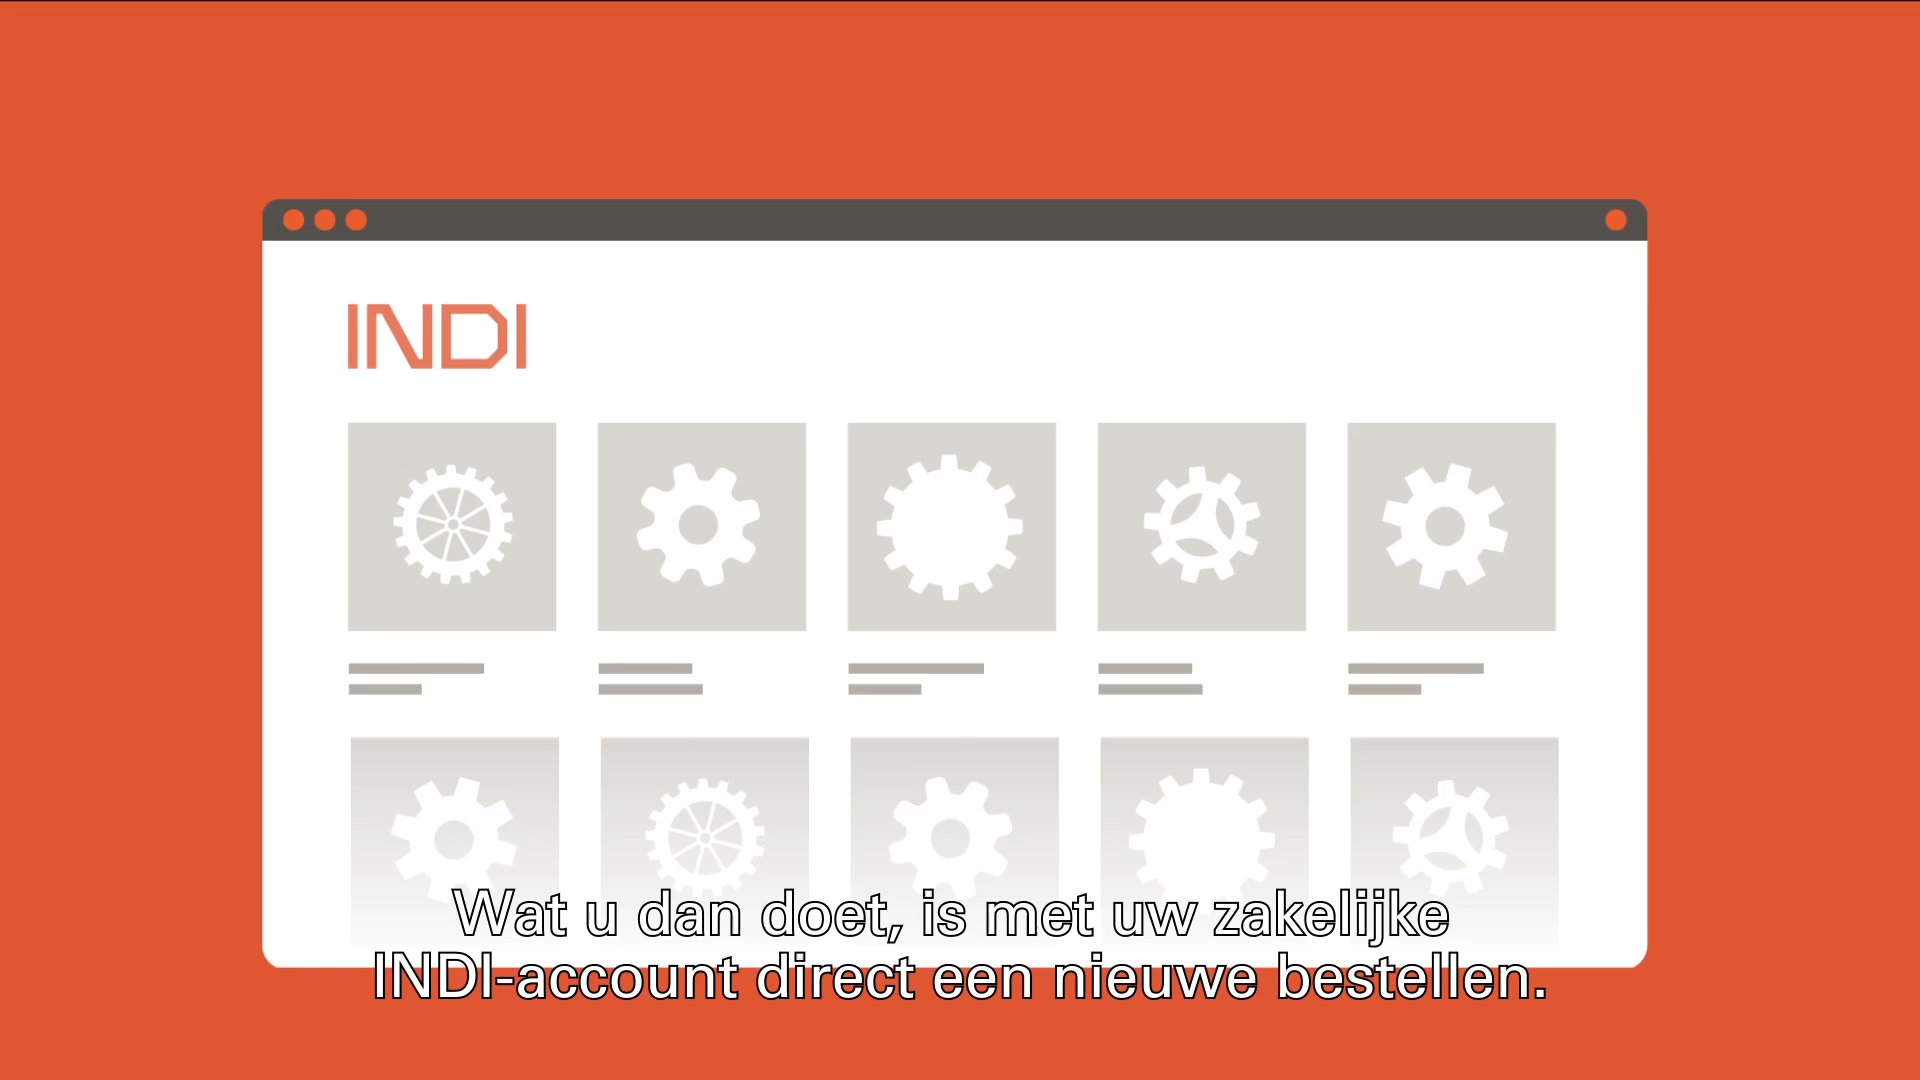 INDI
Wat u dan doet, is met uw zakelijke
INDI-account direct een nieuwe bestellen.